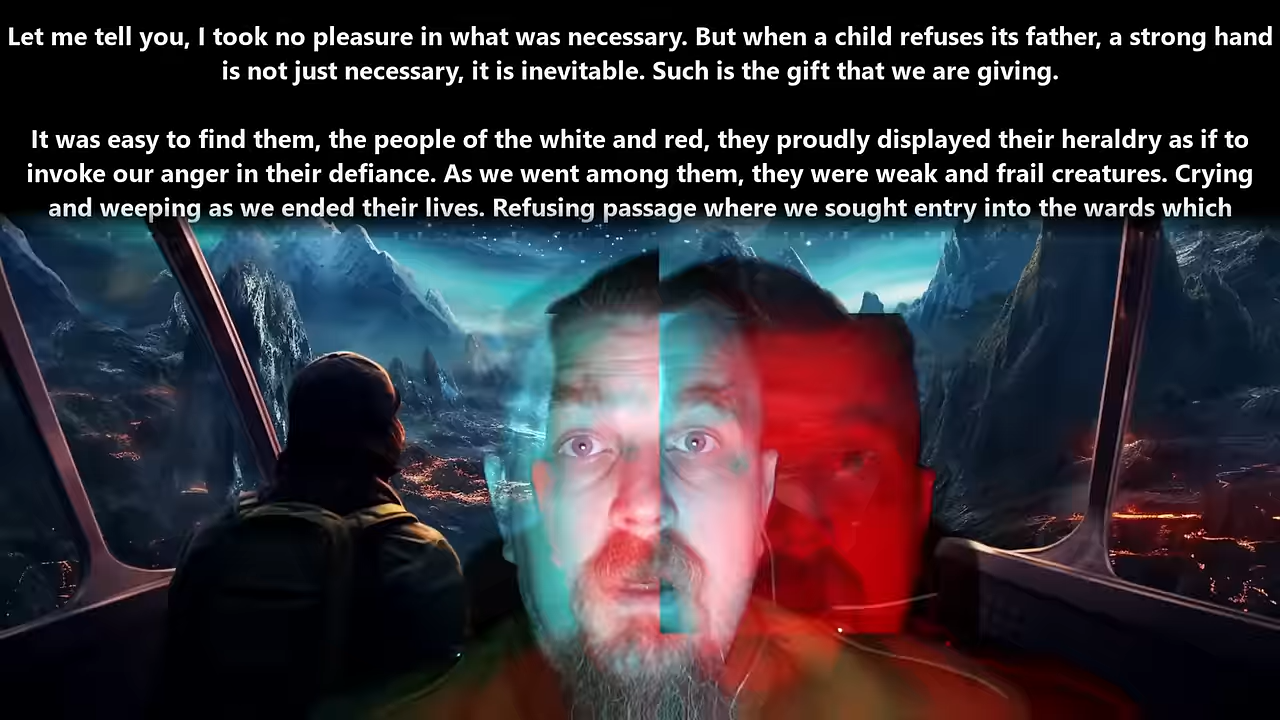 Let me tell you, I took no pleasure in what was necessary. But when a child refuses its father, a strong hand
is not just necessary, it is inevitable. Such is the gift that we are giving.
It was easy to find them, the people of the white and red, they proudly displayed their heraldry as if to
invoke our anger in their defiance. As we went among them, they were weak and frail creatures. Crying
and weeping as we ended their lives. Refusing passage where we sought entry into the wards which